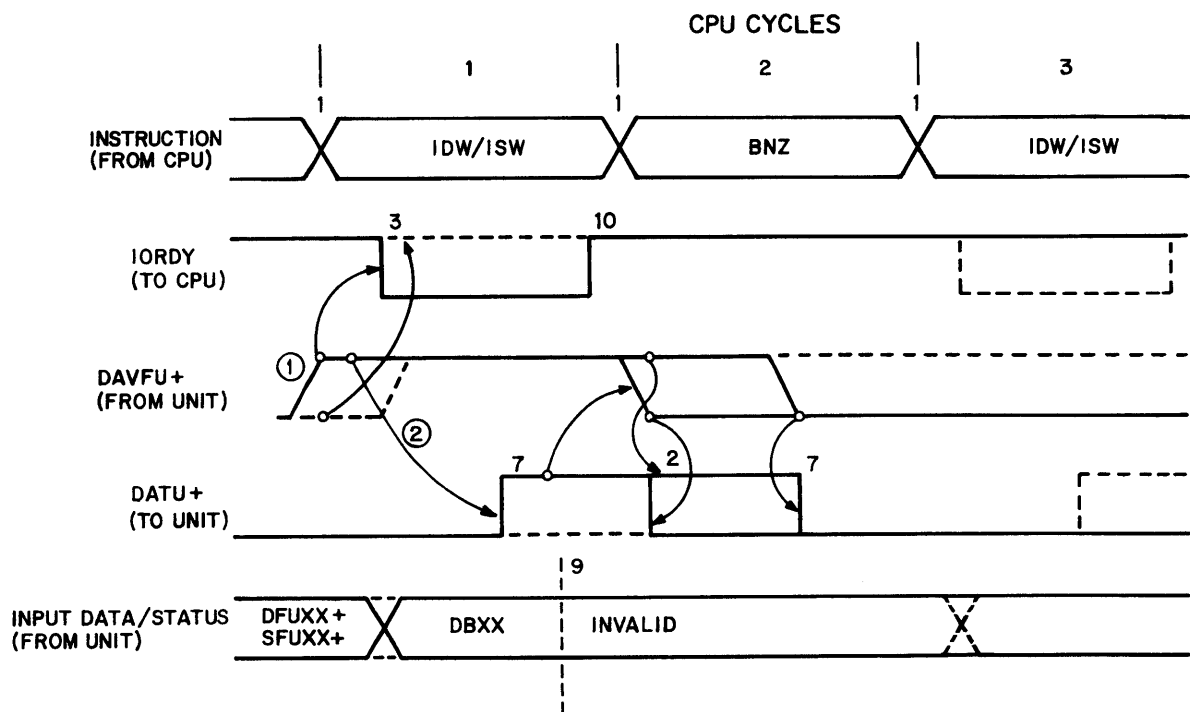 CPU CYCLES
1 2 3
1 1 1
INSTRUCTION
(FROM CPU)
IDW/ISW BNZ IDW/ISW
3 10
IORDY
(TO CPU)
①
DAVFU+
(FROM UNIT)
②
7 2 7
DATU+
(TO UNIT)
9
INPUT DATA/STATUS
(FROM UNIT)
DFUXX+
SFUXX+
DBXX INVALID